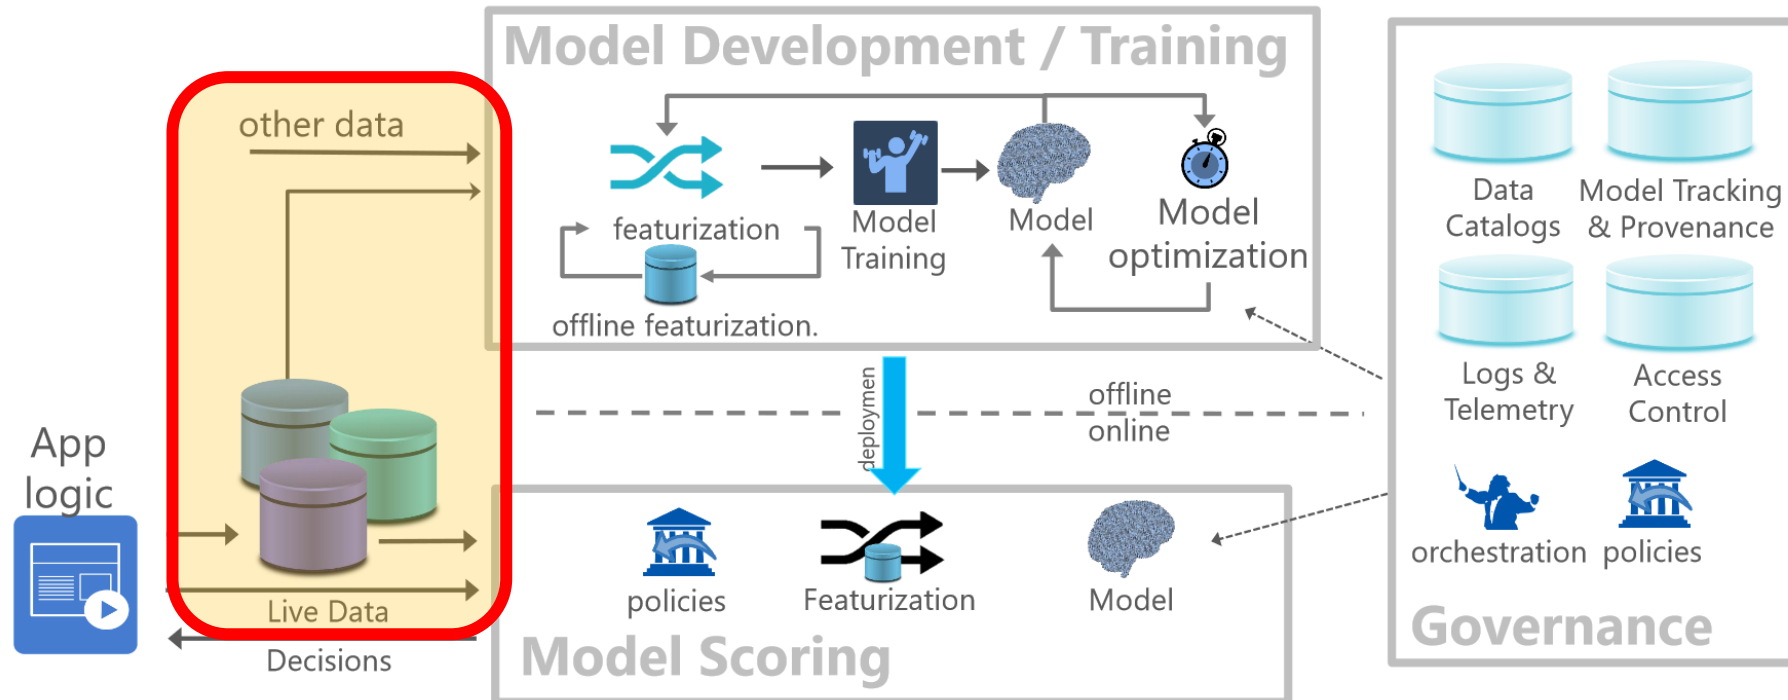 Model Development / Training
other data
featurization
Model
Training
Model
Model
optimization
offline featurization.
deploymen
offline
online
App
logic
Live Data
Decisions
policies
Featurization
Model
Model Scoring
Data
Catalogs
Model Tracking
& Provenance
Logs &
Telemetry
Access
Control
orchestration
policies
Governance